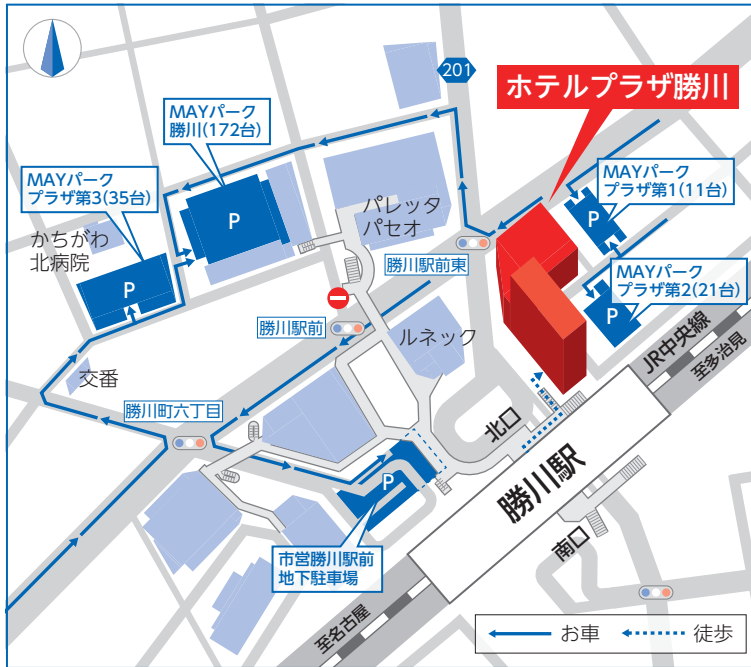 201
ホテルプラザ勝川
MAYパーク
勝川(172台)
MAYパーク
プラザ第3(35台)
MAYパーク
プラザ第1(11台)
P
P
パレッタ
パセオ
かちがわ
北病院
P
勝川駅前東
MAYパーク
プラザ第2(21台)
P
勝川駅前
ルネック
JR中央線
至多治見
交番
勝川町六丁目
北口
P
勝川駅
南口
市営勝川駅前
地下駐車場
至名古屋
お車
徒歩